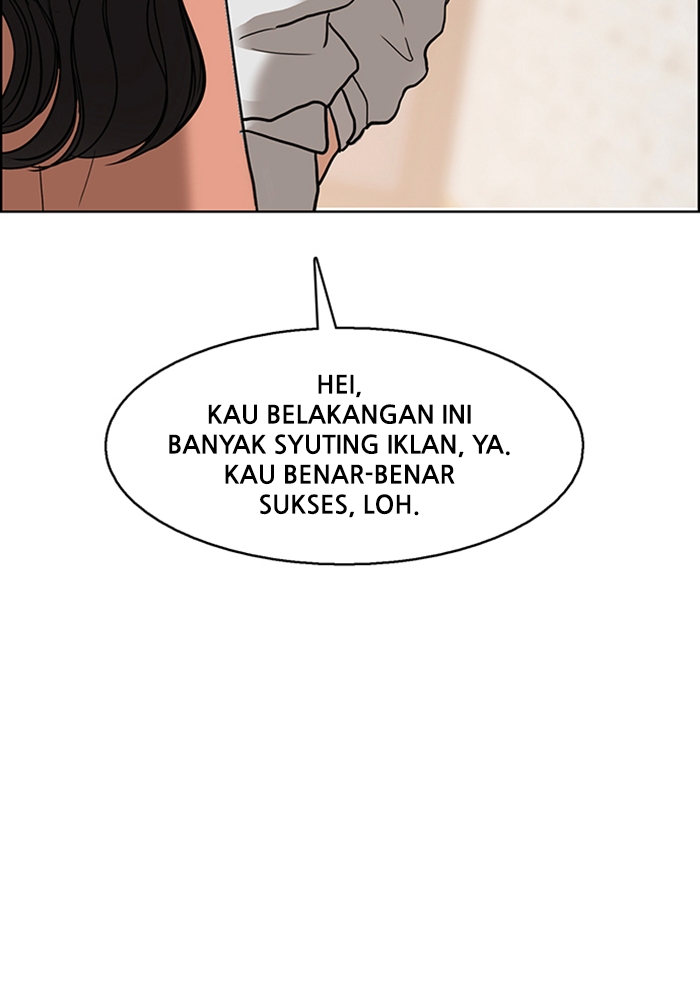 HEI,
KAU BELAKANGAN INI
BANYAK SYUTING IKLAN, YA.
KAU BENAR-BENAR
SUKSES, LOH.